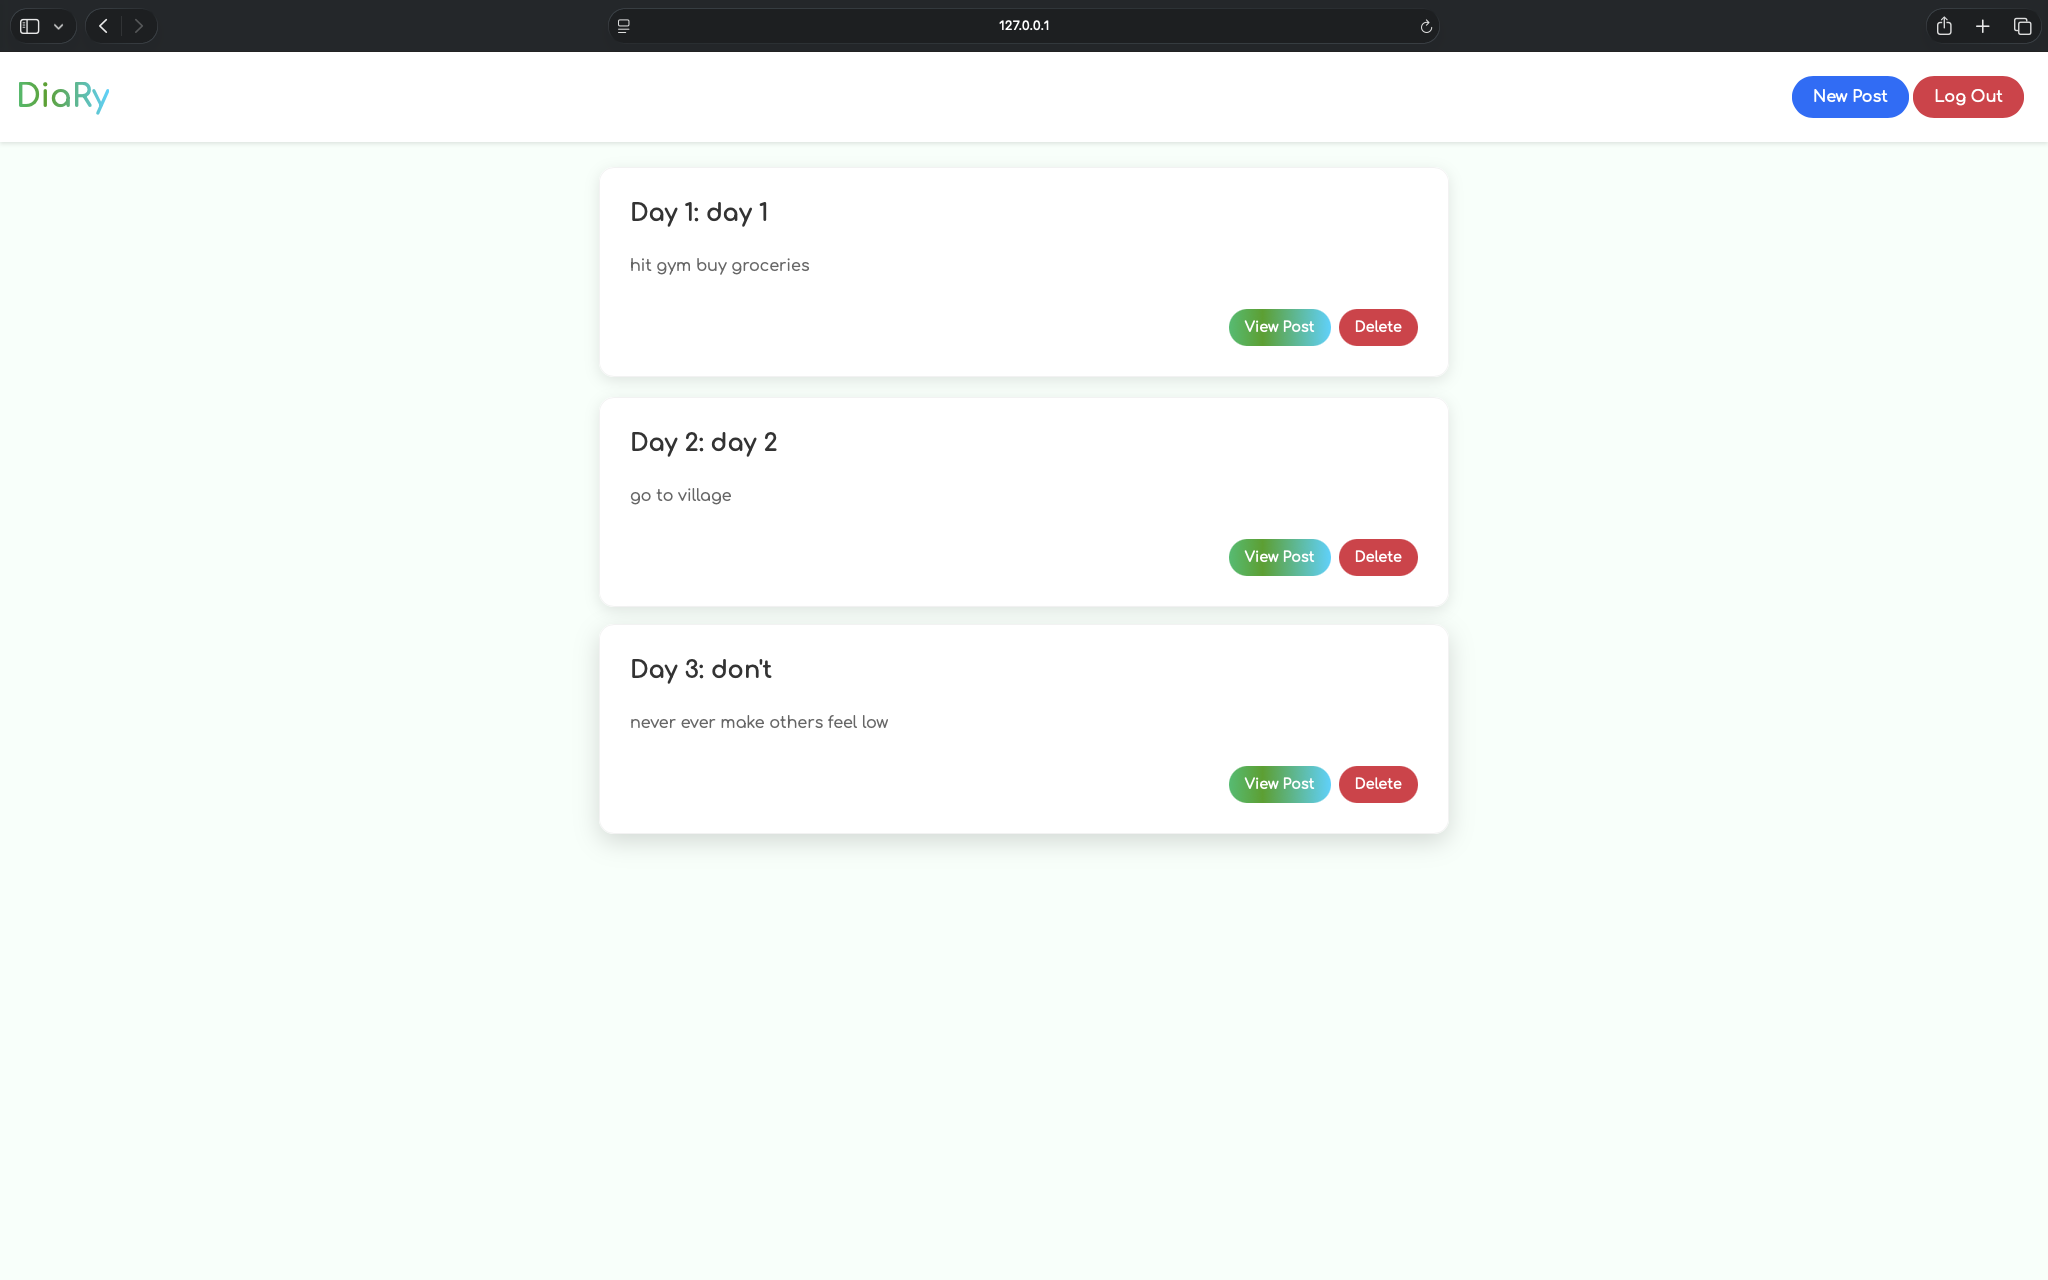 127.0.0.1
DiaRy
New Post
Log Out
Day 1: day 1
hit gym buy groceries
View Post
Delete
Day 2: day 2
go to village
View Post
Delete
Day 3: don't
never ever make others feel low
View Post
Delete